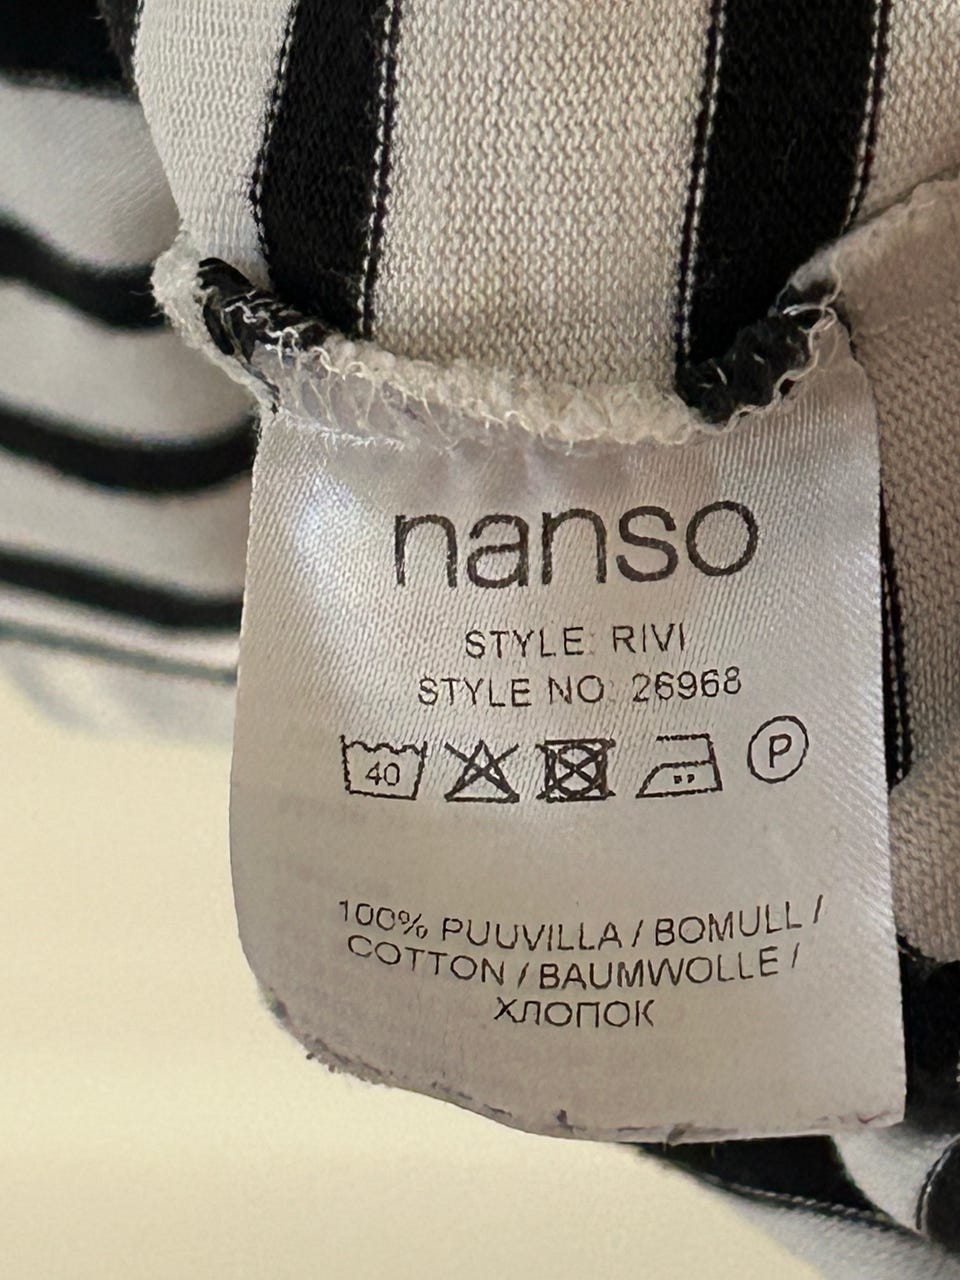 nanso
STYLE: RIVI
STYLE NO: 26968
40 P
100% PUUVILLA / BOMULL /
COTTON / BAUMWOLLE /
ХЛОПОК